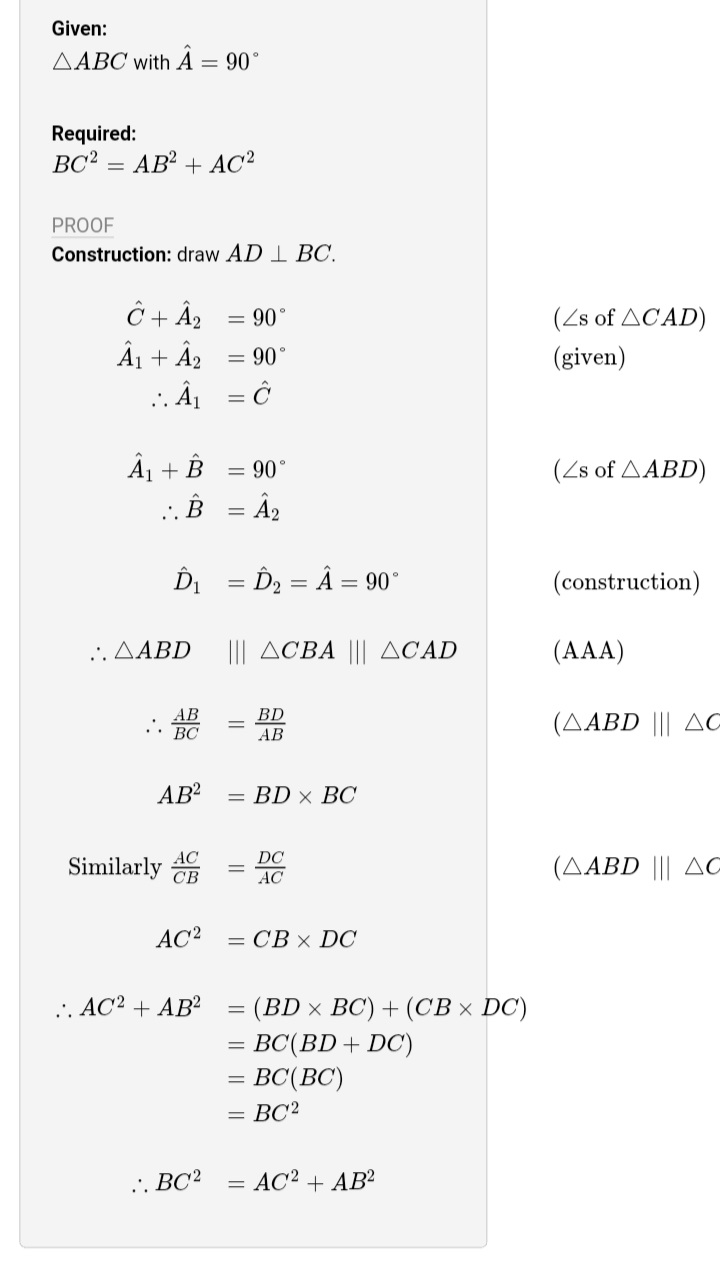 Given:
△ABC with Â = 90°
Required:
BC² = AB² + AC²
PROOF
Construction: draw AD ⊥ BC.
Ĉ + Â₂ = 90° (∠s of △CAD)
Â₁ + Â₂ = 90° (given)
∴ Â₁ = Ĉ
Â₁ + B̂ = 90° (∠s of △ABD)
∴ B̂ = Â₂
D̂₁ = D̂₂ = Â = 90° (construction)
∴ △ABD ||| △CBA ||| △CAD (AAA)
∴ AB/BC = BD/AB (△ABD ||| △C
AB² = BD × BC
Similarly AC/CB = DC/AC (△ABD ||| △C
AC² = CB × DC
∴ AC² + AB² = (BD × BC) + (CB × DC)
= BC(BD + DC)
= BC(BC)
= BC²
∴ BC² = AC² + AB²